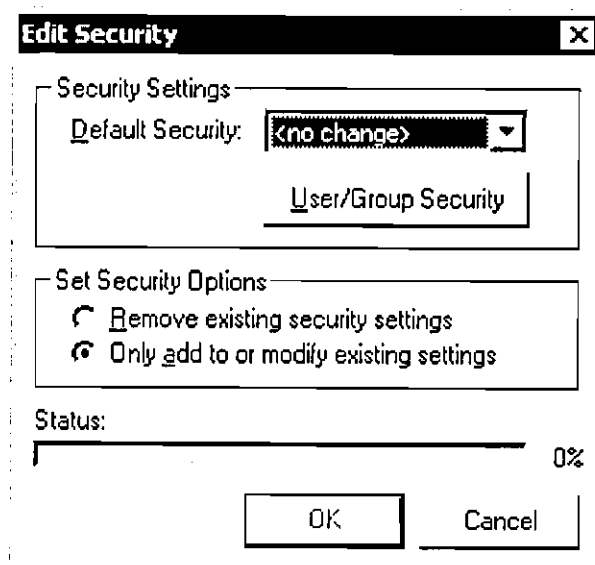 Edit Security
Security Settings
Default Security: <no change>
User/Group Security
Set Security Options
Remove existing security settings
Only add to or modify existing settings
Status:
0%
OK Cancel